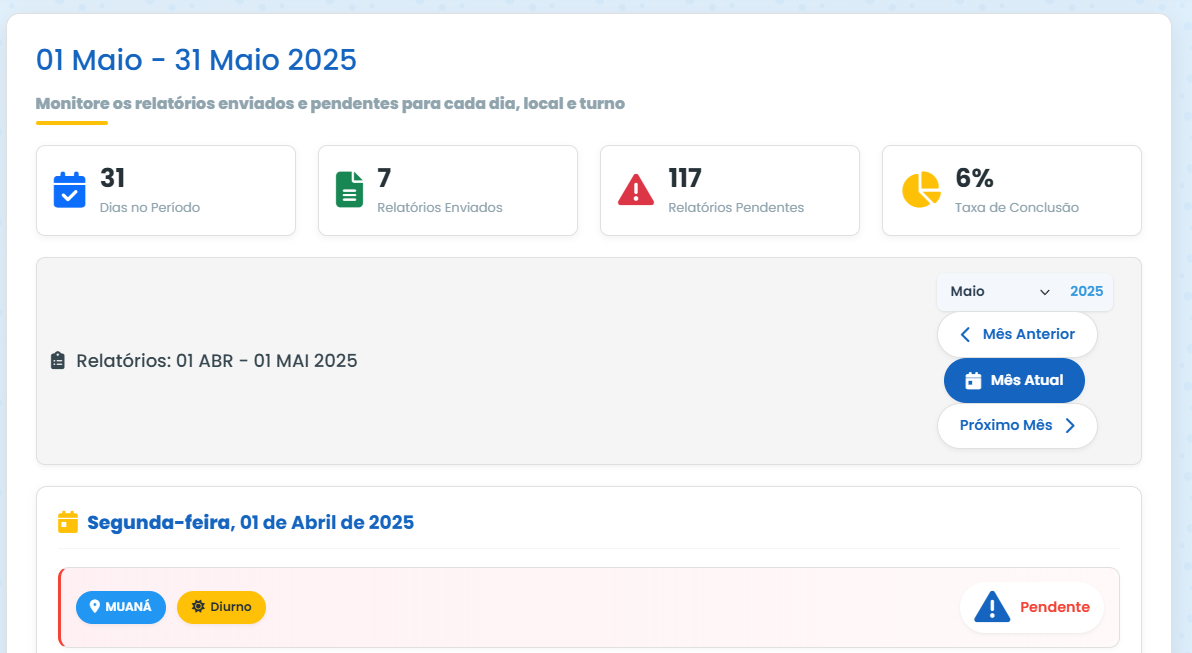 01 Maio - 31 Maio 2025
Monitore os relatórios enviados e pendentes para cada dia, local e turno
31
Dias no Período
7
Relatórios Enviados
117
Relatórios Pendentes
6%
Taxa de Conclusão
Maio 2025
Mês Anterior
Relatórios: 01 ABR - 01 MAI 2025
Mês Atual
Próximo Mês
Segunda-feira, 01 de Abril de 2025
MUANÁ Diurno Pendente